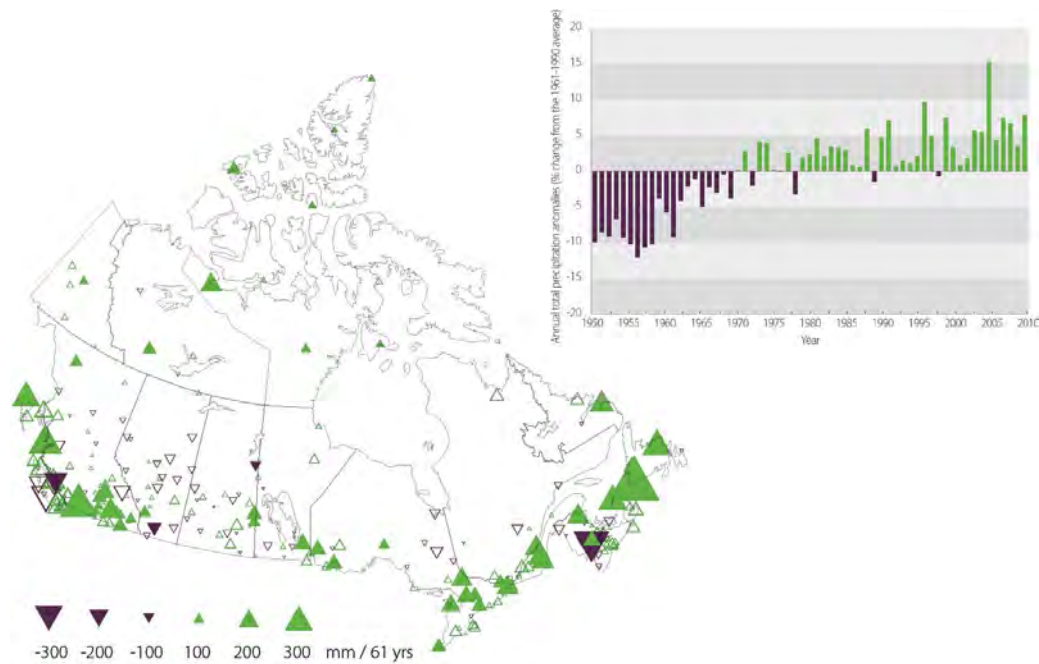 Annual total precipitation anomalies (% change from the 1961-1990 average)
20
15
10
5
0
-5
-10
-15
-20
1950 1955 1960 1965 1970 1975 1980 1985 1990 1995 2000 2005 2010
Year
-300 -200 -100 100 200 300 mm / 61 yrs